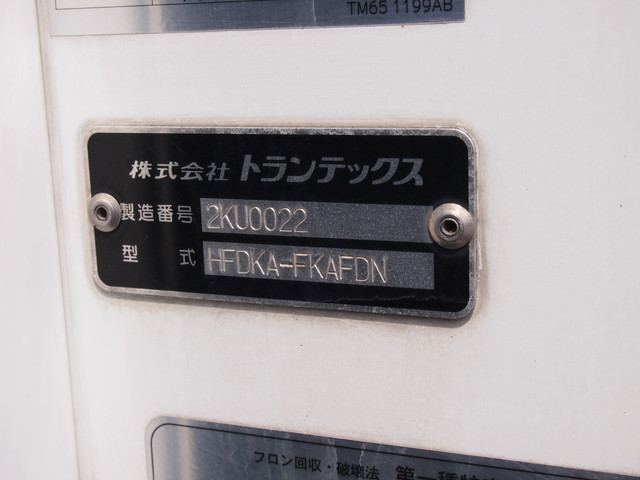 TM65 1199AB
株式会社 トランテックス
製造番号 2KU0022
型 式 HFDKA-FKAFDN
フロン回収・破壊法 第一種特